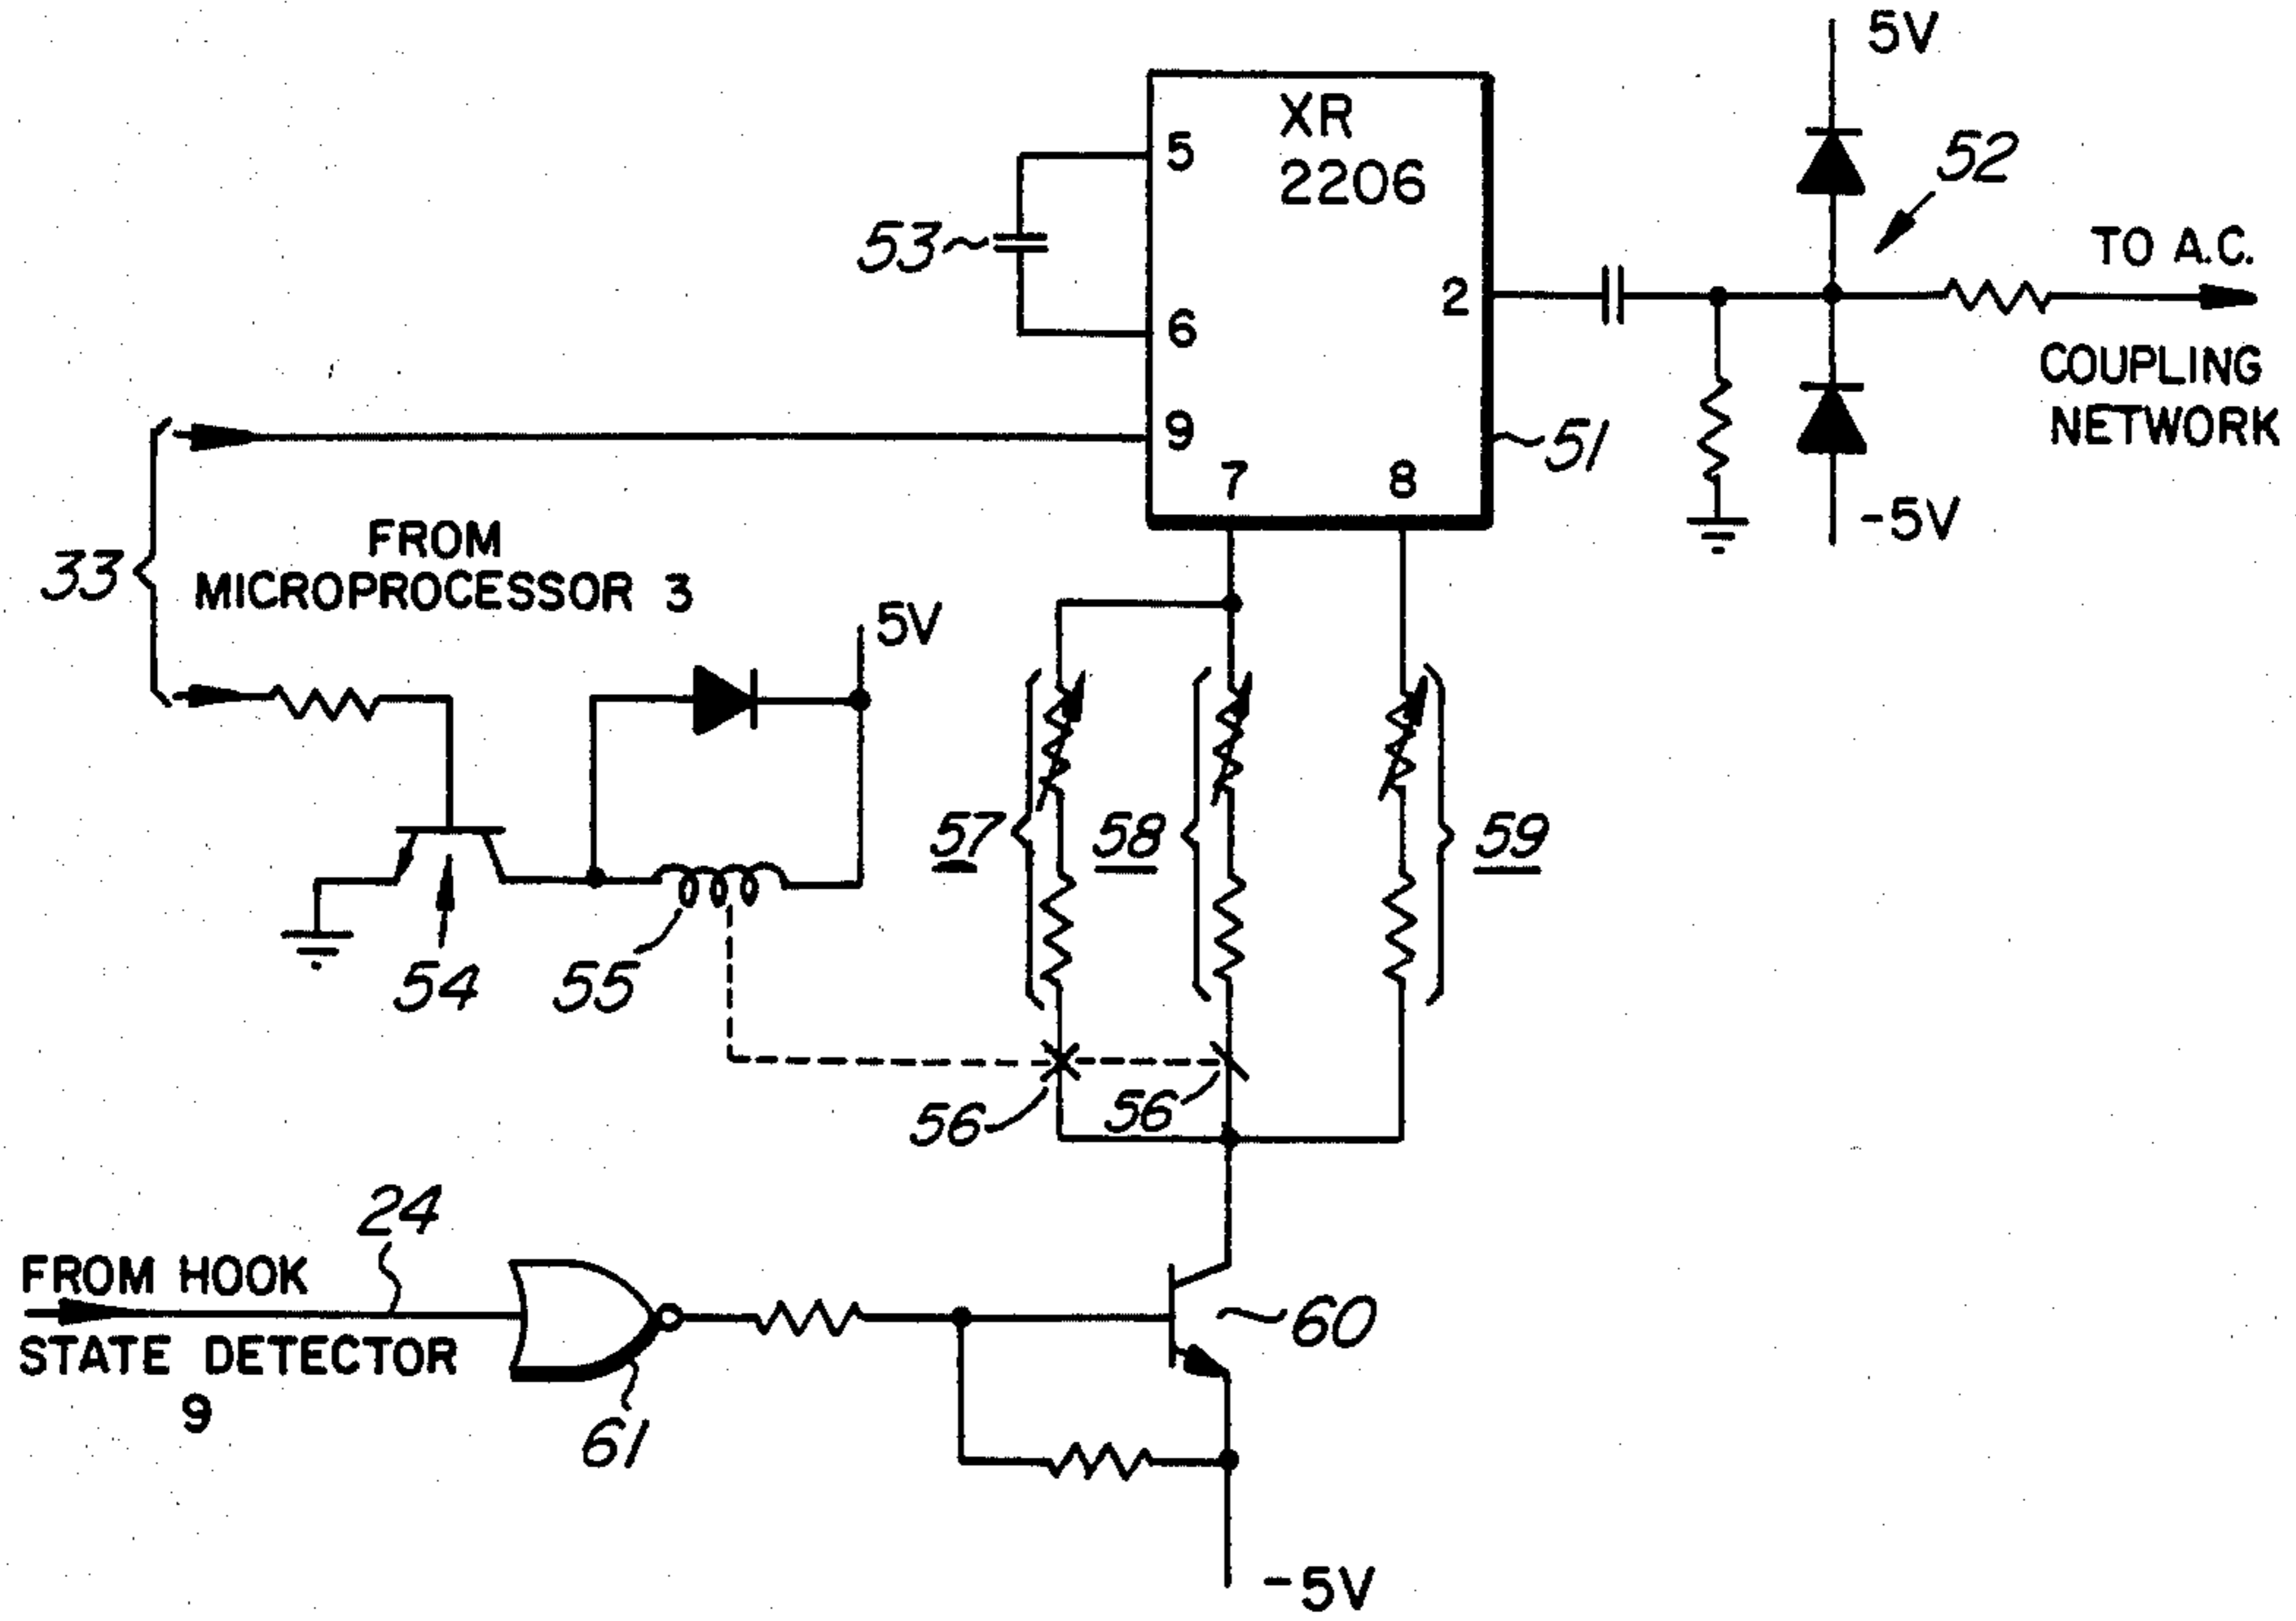 5V
XR
2206
5
52
53
TO A.C.
6
2
COUPLING
NETWORK
9
51
7
8
-5V
FROM
MICROPROCESSOR 3
33
5V
57
58
59
54
55
56
56
24
FROM HOOK
STATE DETECTOR
9
60
61
-5V